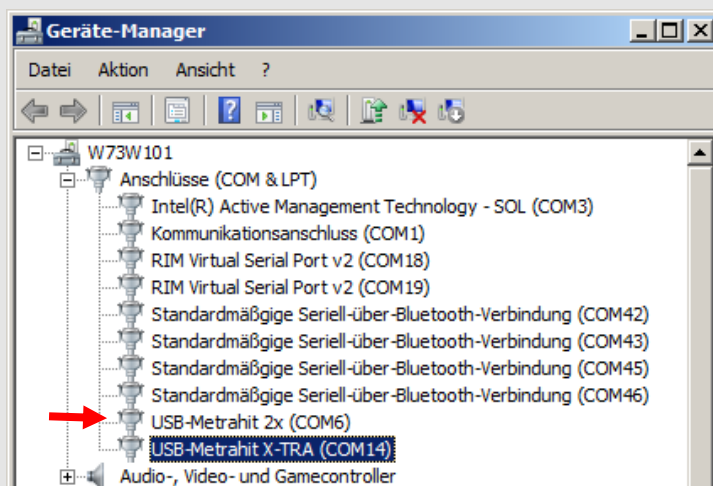 Geräte-Manager
Datei Aktion Ansicht ?
W73W101
Anschlüsse (COM & LPT)
Intel(R) Active Management Technology - SOL (COM3)
Kommunikationsanschluss (COM1)
RIM Virtual Serial Port v2 (COM18)
RIM Virtual Serial Port v2 (COM19)
Standardmäßgige Seriell-über-Bluetooth-Verbindung (COM42)
Standardmäßgige Seriell-über-Bluetooth-Verbindung (COM43)
Standardmäßgige Seriell-über-Bluetooth-Verbindung (COM45)
Standardmäßgige Seriell-über-Bluetooth-Verbindung (COM46)
USB-Metrahit 2x (COM6)
USB-Metrahit X-TRA (COM14)
Audio-, Video- und Gamecontroller